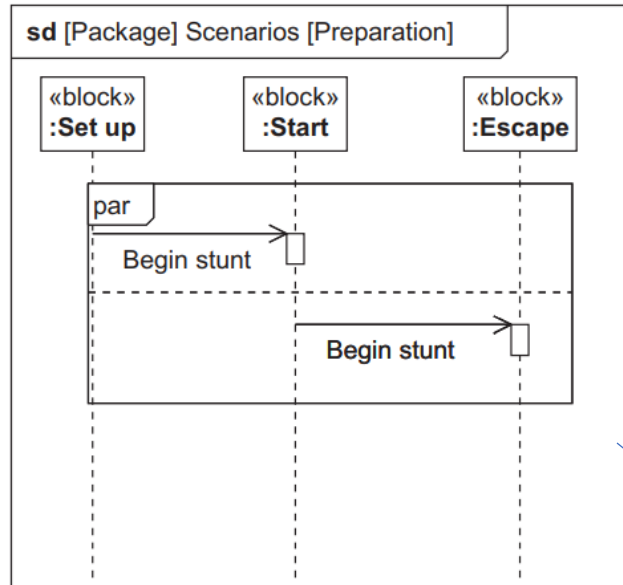 sd [Package] Scenarios [Preparation]
«block»
:Set up
«block»
:Start
«block»
:Escape
par
Begin stunt
Begin stunt